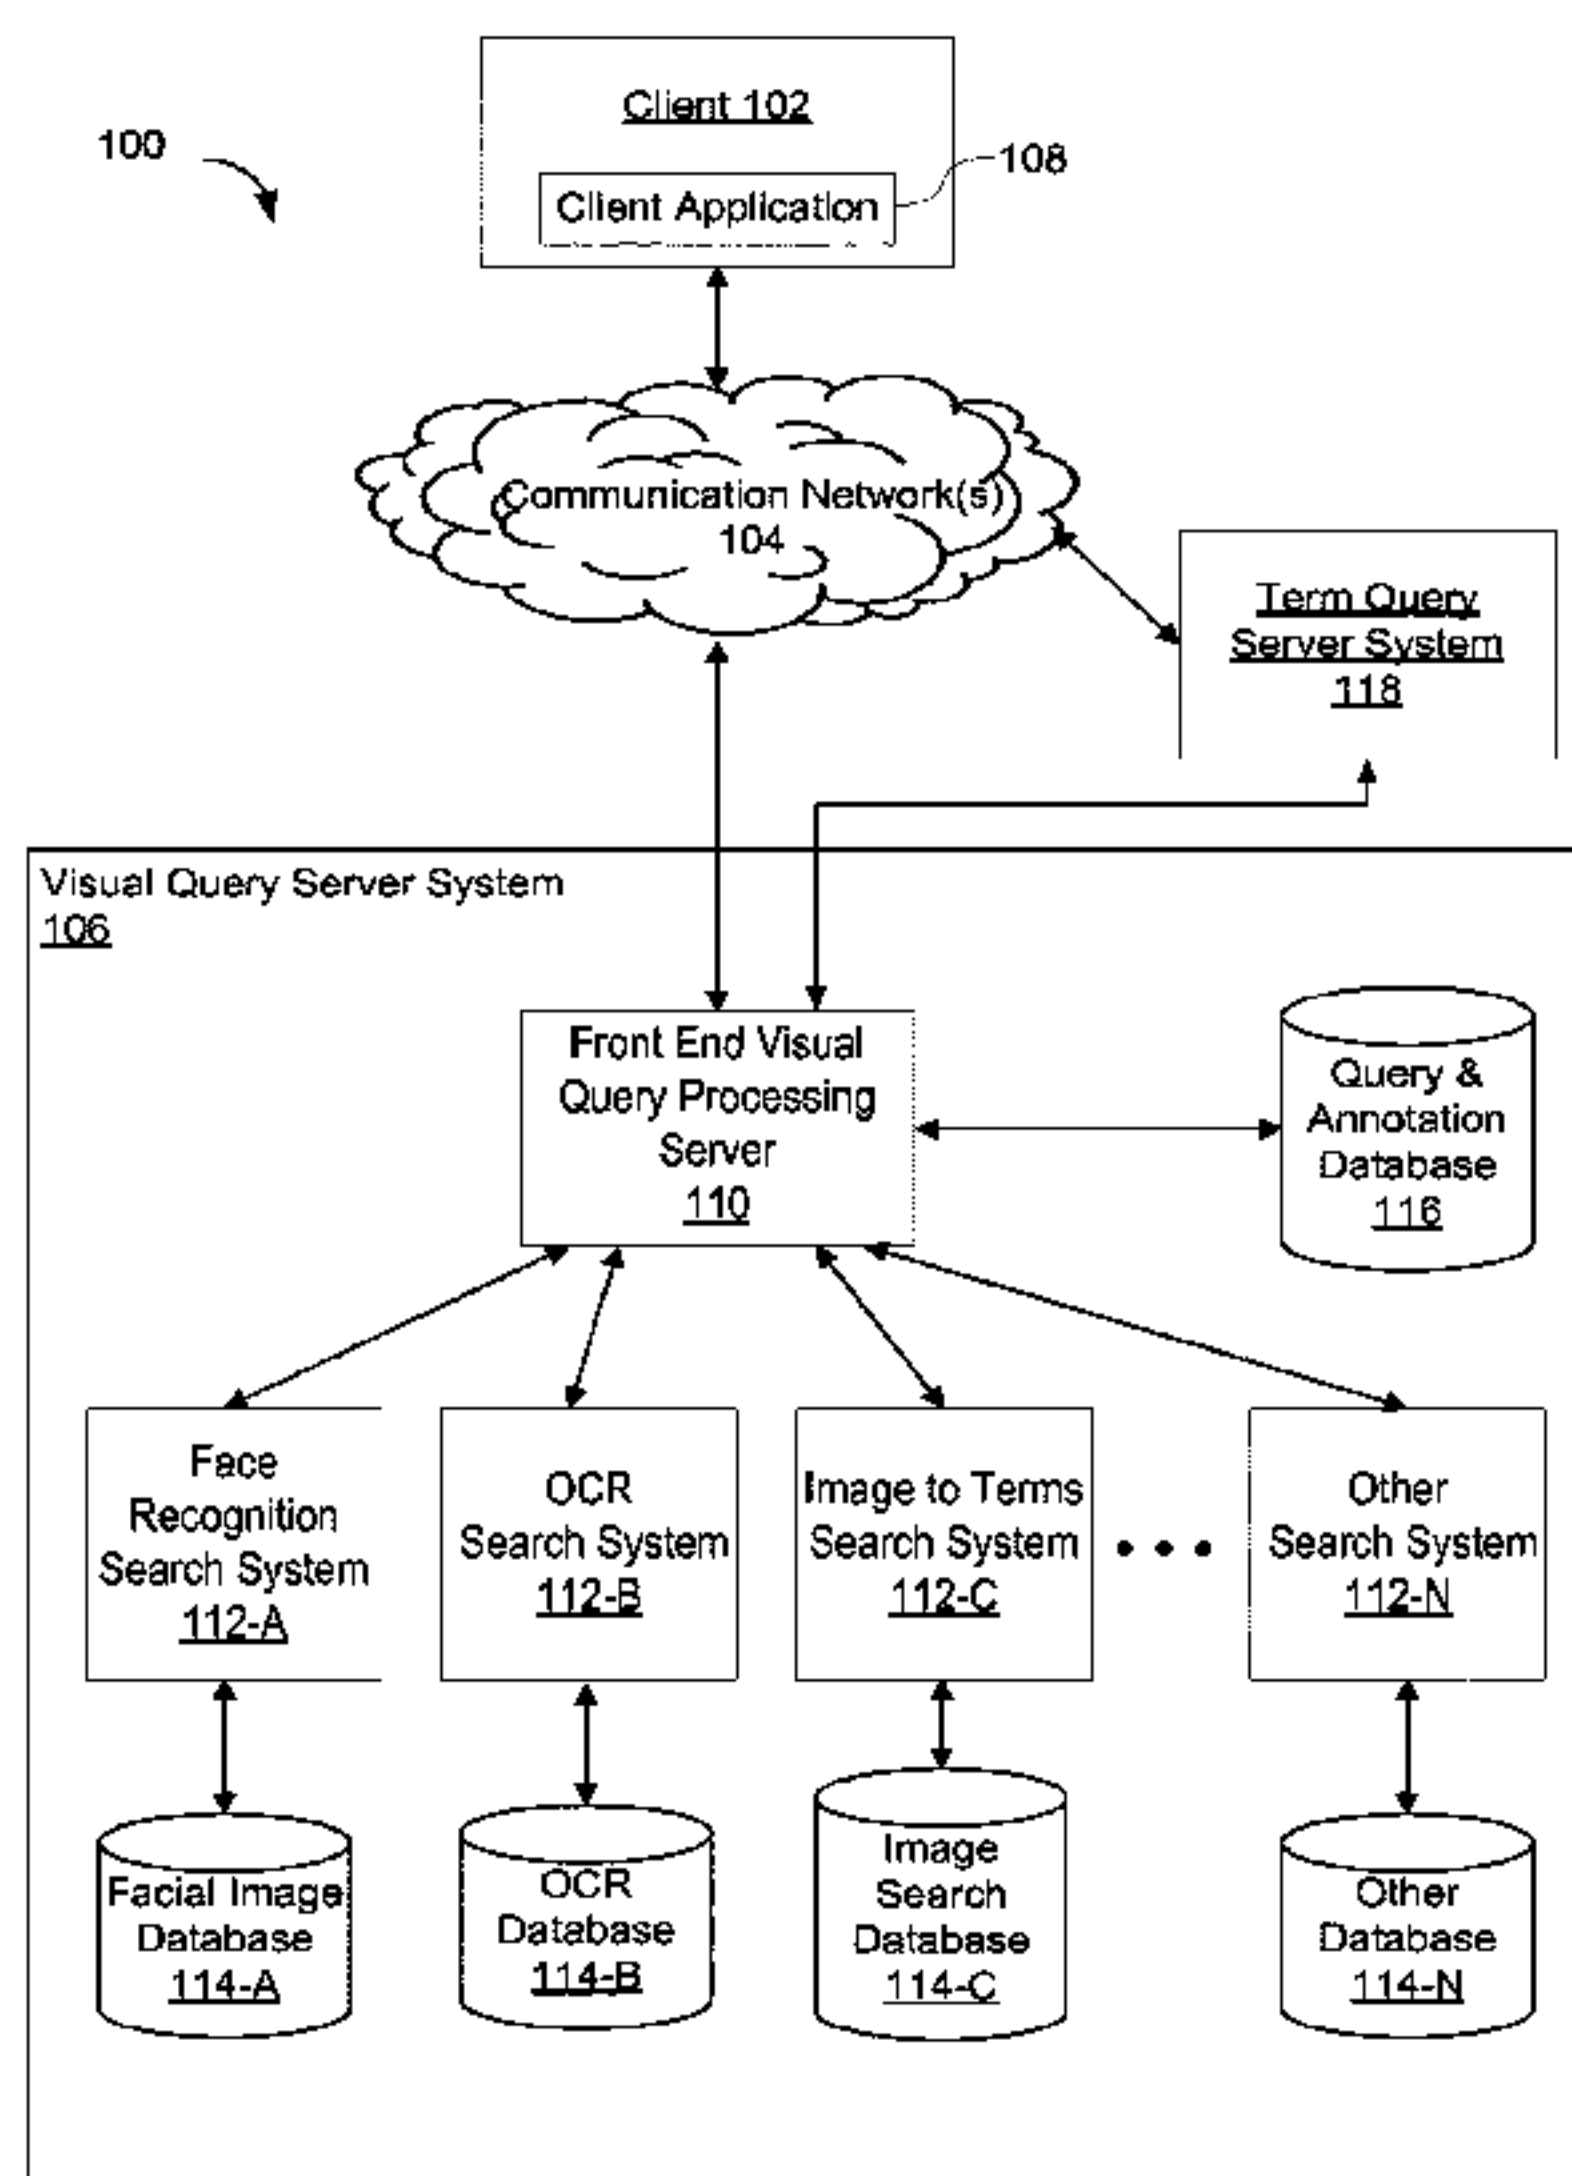 Client 102
100
108
Client Application
Communication Network(s)
104
Term Query
Server System
118
Visual Query Server System
106
Front End Visual
Query Processing
Server
110
Query &
Annotation
Database
116
Face
Recognition
Search System
112-A
OCR
Search System
112-B
Image to Terms
Search System
112-C
• • •
Other
Search System
112-N
Facial Image
Database
114-A
OCR
Database
114-B
Image
Search
Database
114-C
Other
Database
114-N